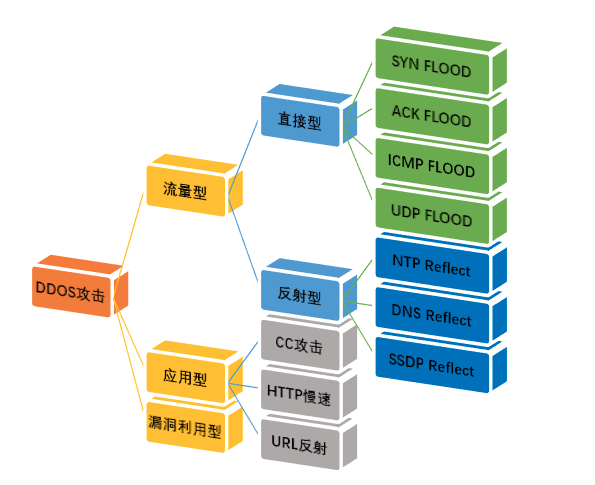 DDOS攻击
流量型
直接型
SYN FLOOD
ACK FLOOD
ICMP FLOOD
UDP FLOOD
反射型
NTP Reflect
DNS Reflect
SSDP Reflect
应用型
CC攻击
HTTP慢速
URL反射
漏洞利用型